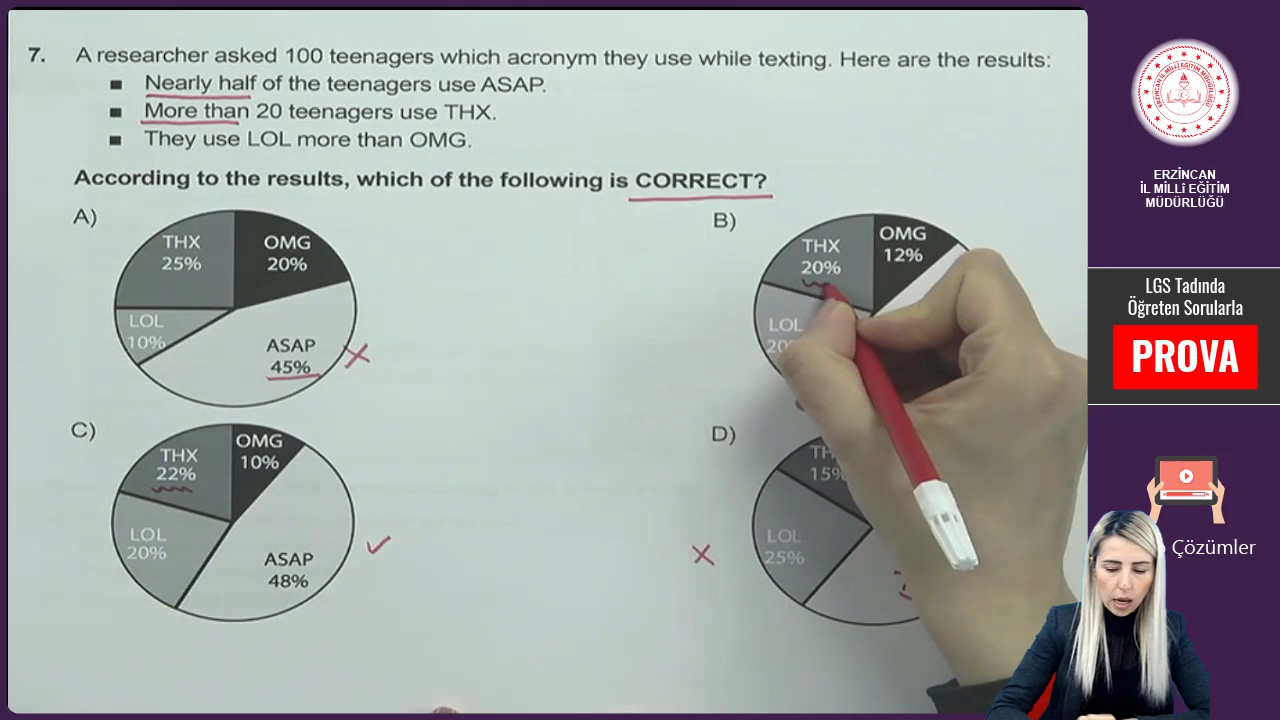 7. A researcher asked 100 teenagers which acronym they use while texting. Here are the results:
■ Nearly half of the teenagers use ASAP.
■ More than 20 teenagers use THX.
■ They use LOL more than OMG.
According to the results, which of the following is CORRECT?
A)
THX
25%
OMG
20%
LOL
10%
ASAP
45%
B)
THX
20%
OMG
12%
LOL
C)
THX
22%
OMG
10%
LOL
20%
ASAP
48%
D)
15%
LOL
25%
ERZİNCAN
İL MİLLÎ EĞİTİM
MÜDÜRLÜĞÜ
LGS Tadında
Öğreten Sorularla
PROVA
Çözümler